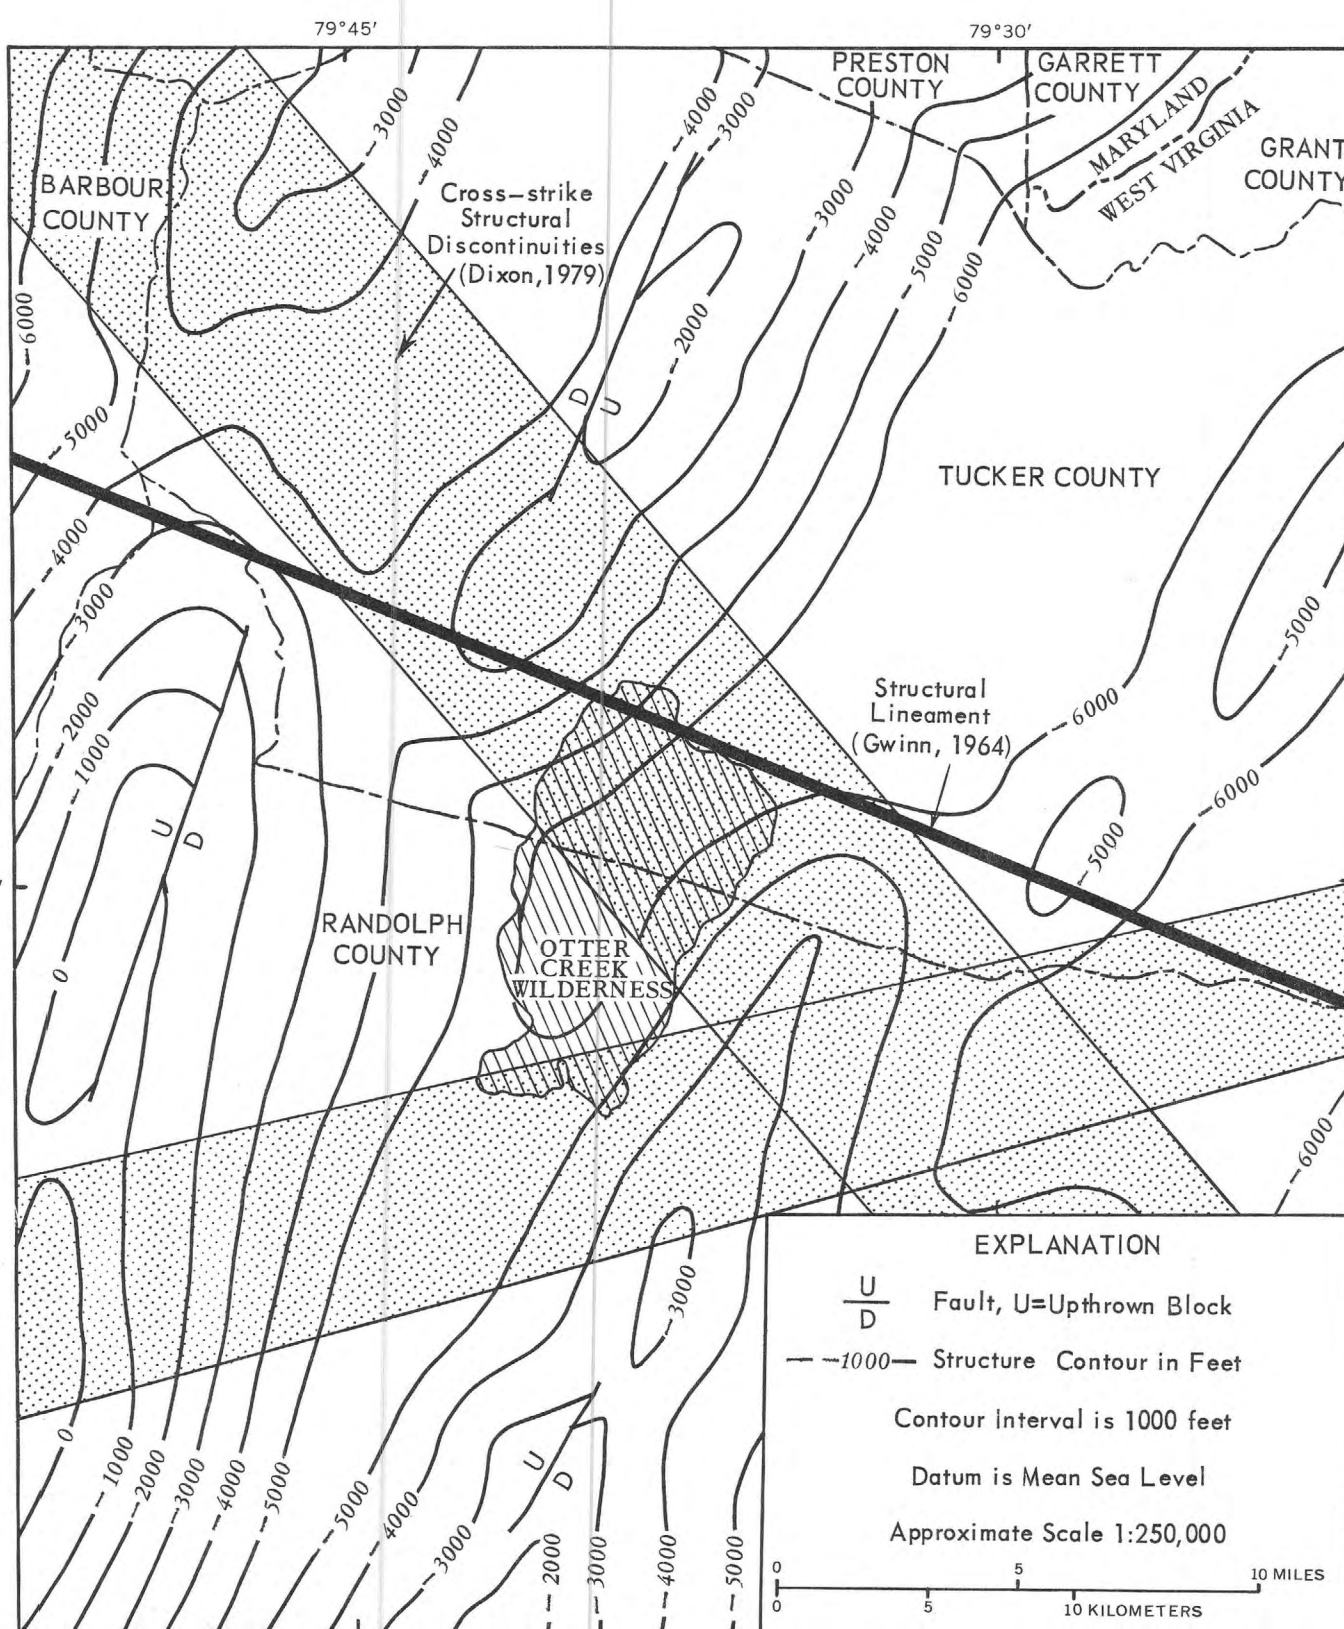 79°45′
79°30′
PRESTON
COUNTY
GARRETT
COUNTY
MARYLAND
WEST VIRGINIA
GRANT
COUNTY
-3000
-4000
-4000
-3000
BARBOUR
COUNTY
Cross-strike
Structural
Discontinuities
(Dixon, 1979)
-3000
-4000
5000
6000
-6000
2000
D
U
-5000
TUCKER COUNTY
-4000
3000
-5000
2000
1000
Structural
Lineament
(Gwinn, 1964)
-6000
-6000
U
D
-5000
RANDOLPH
COUNTY
OTTER
CREEK
WILDERNESS
0
-6000
-3000
EXPLANATION
U
D
Fault, U=Upthrown Block
-1000 Structure Contour in Feet
Contour Interval is 1000 feet
Datum is Mean Sea Level
Approximate Scale 1:250,000
0
5
10 MILES
0
5
10 KILOMETERS
0
-1000
-2000
-3000
-4000
-5000
-5000
-4000
U
D
-3000
-2000
-3000
-4000
-5000